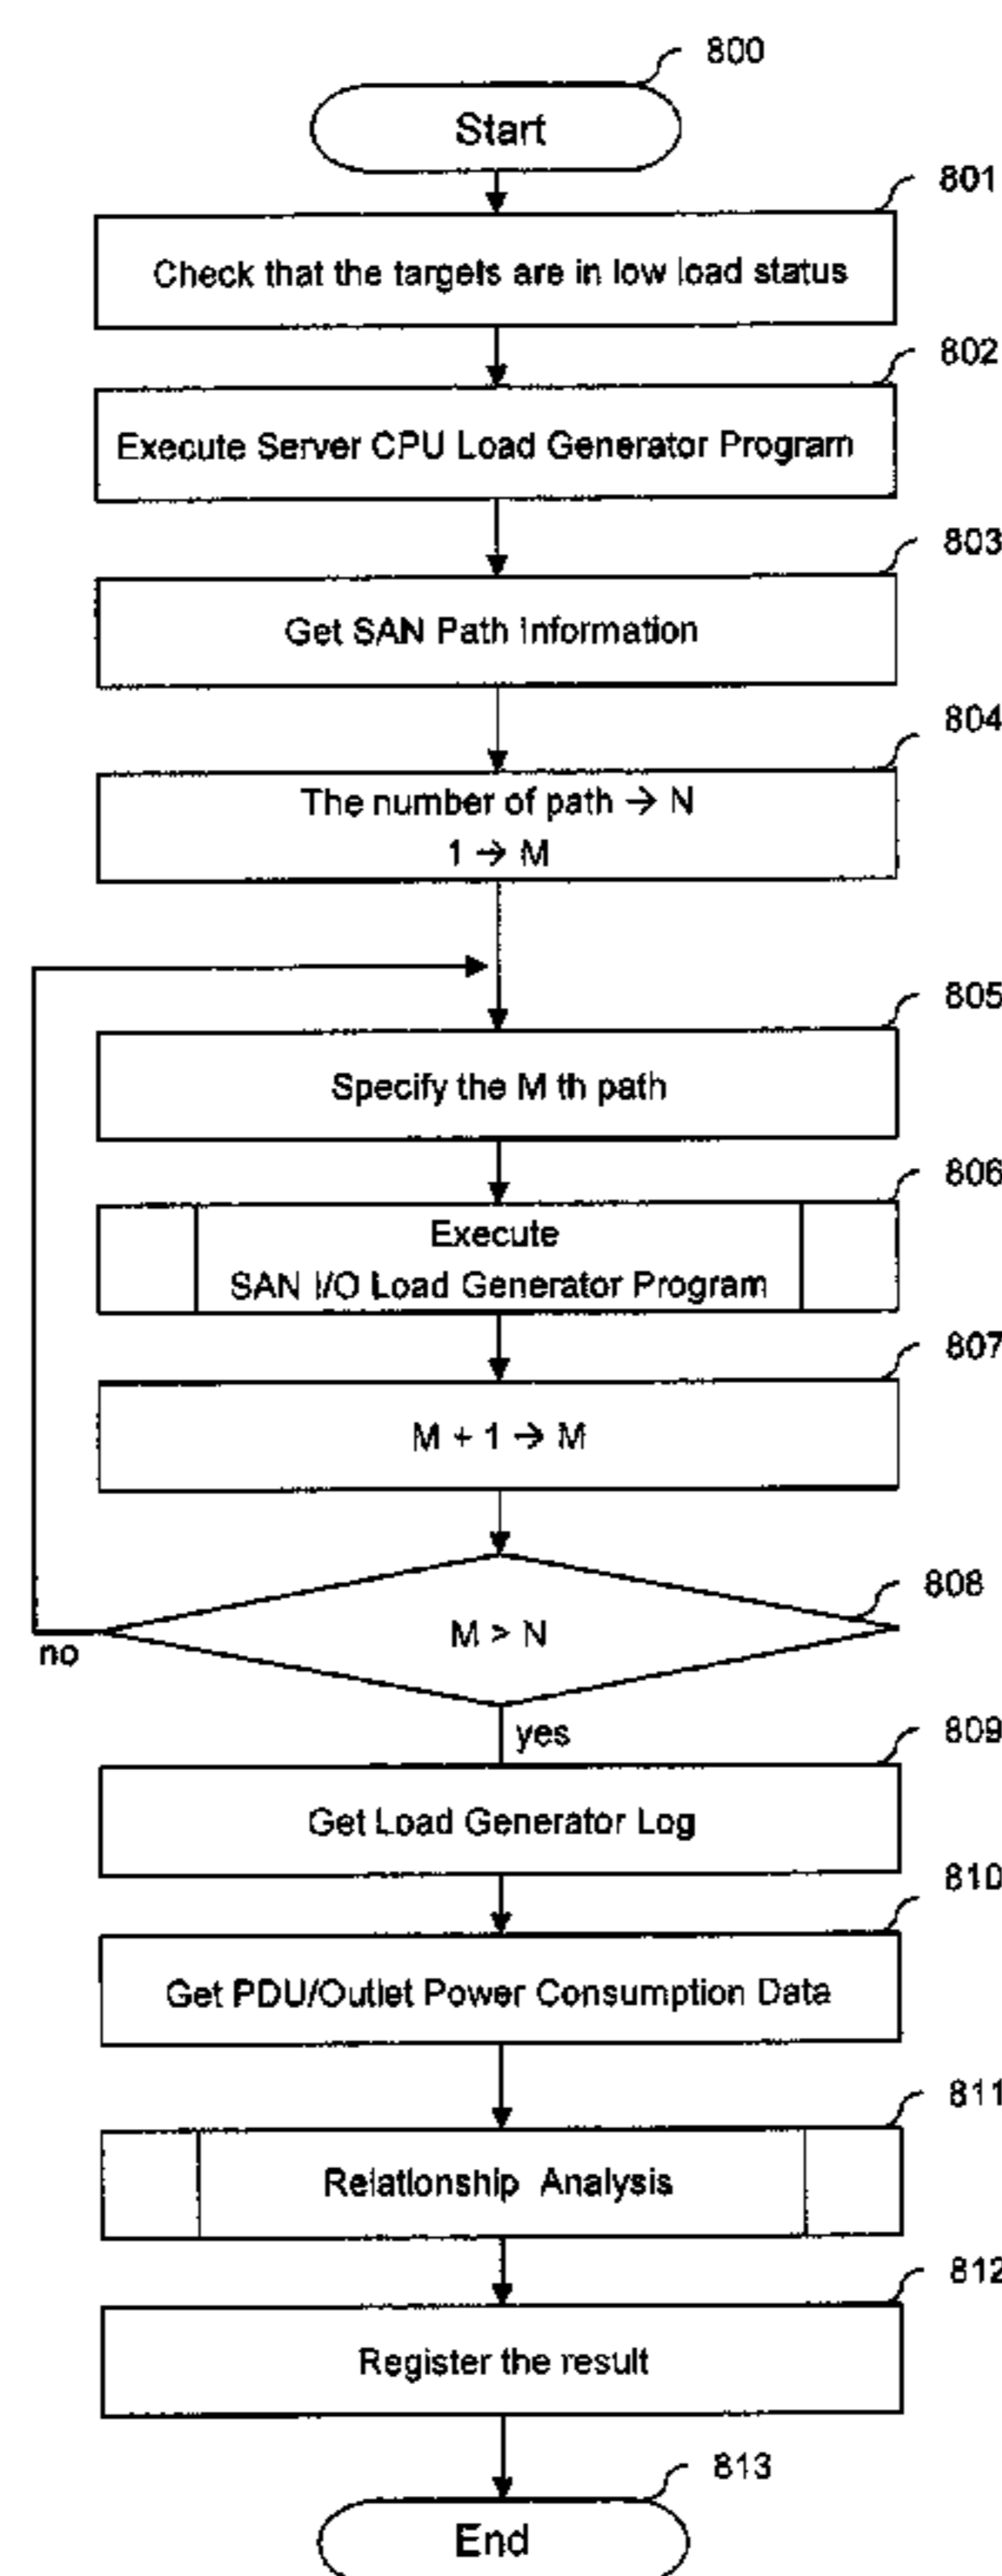 800
Start
801
Check that the targets are in low load status
802
Execute Server CPU Load Generator Program
803
Get SAN Path Information
804
The number of path → N
1 → M
805
Specify the M th path
806
Execute
SAN I/O Load Generator Program
807
M + 1 → M
808
M > N
no
yes
809
Get Load Generator Log
810
Get PDU/Outlet Power Consumption Data
811
Relationship Analysis
812
Register the result
813
End